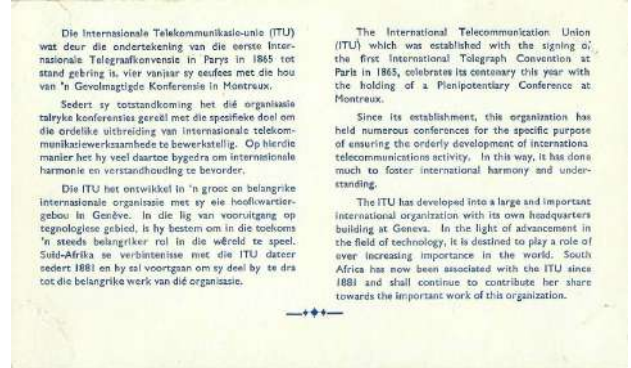 Die Internasionale Telekommunikasie-unie (ITU)
wat deur die ondertekening van die eerste Inter-
nasionale Telegraafkonvensie in Parys in 1865 tot
stand gebring is, vier vanjaar sy eeufees met die hou
van 'n Gevolmagtigde Konferensie in Montreux.
Sedert sy totstandkoming het dié organisasie
talryke konferensies gereël met die spesifieke doel om
die ordelike uitbreiding van internasionale telekom-
munikasiewerksaamhede te bewerkstellig. Op hierdie
manier het hy veel daartoe bygedra om internasionale
harmonie en verstandhouding te bevorder.
Die ITU het ontwikkel in 'n groot en belangrike
internasionale organisasie met sy eie hoofkwartier-
gebou in Genève. In die lig van vooruitgang op
tegnologiese gebied, is hy bestem om in die toekoms
'n steeds belangriker rol in die wêreld te speel.
Suid-Afrika se verbintenisse met die ITU dateer
sedert 1881 en hy sal voortgaan om sy deel by te dra
tot die belangrike werk van dié organisasie.
The International Telecommunication Union
(ITU) which was established with the signing of
the first International Telegraph Convention at
Paris in 1865, celebrates its centenary this year with
the holding of a Plenipotentiary Conference at
Montreux.
Since its establishment, this organization has
held numerous conferences for the specific purpose
of ensuring the orderly development of international
telecommunications activity. In this way, it has done
much to foster international harmony and under-
standing.
The ITU has developed into a large and important
international organization with its own headquarters
building at Geneva. In the light of advancement in
the field of technology, it is destined to play a role of
ever increasing importance in the world. South
Africa has now been associated with the ITU since
1881 and shall continue to contribute her share
towards the important work of this organization.